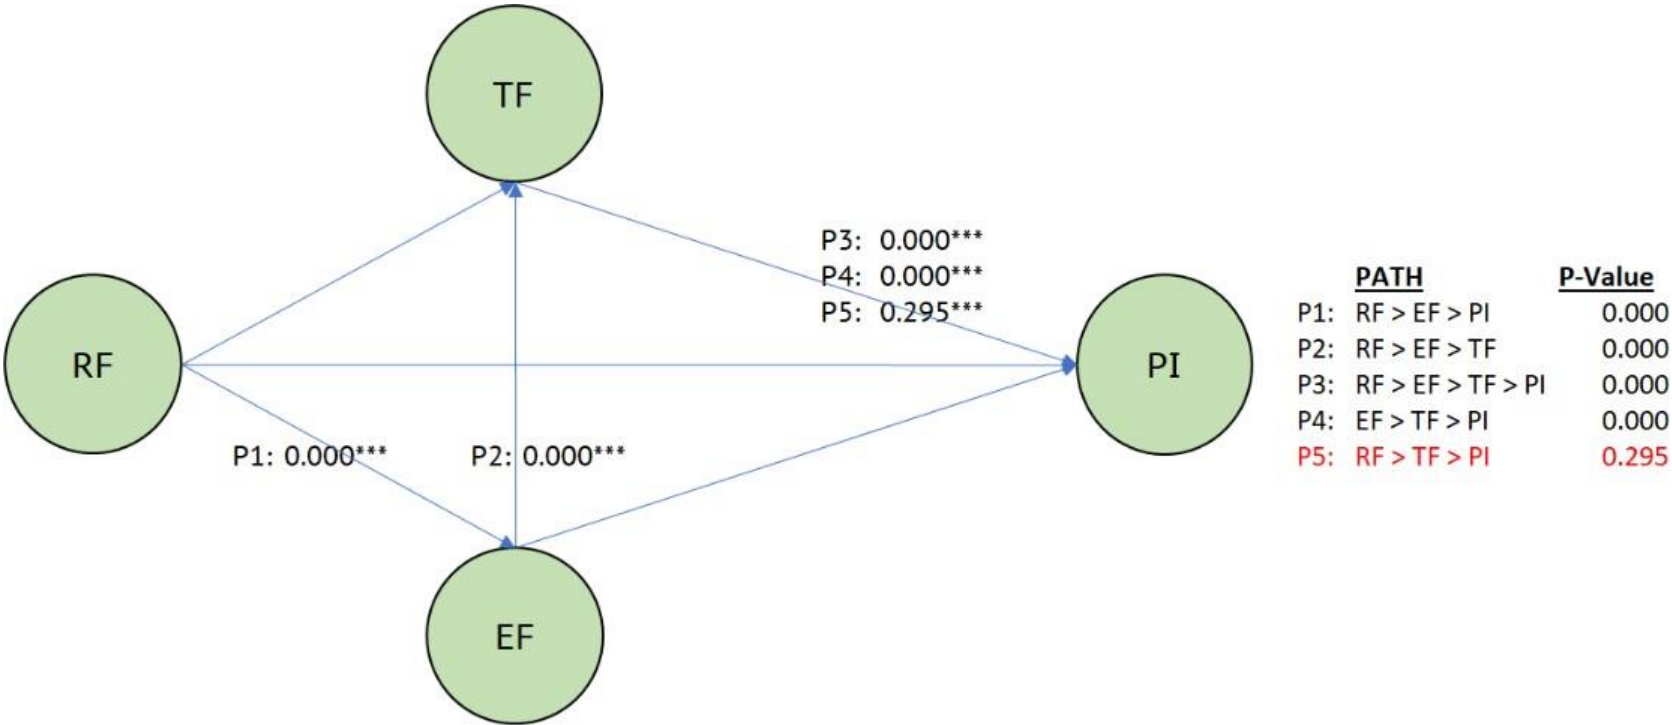 TF
P3: 0.000***
P4: 0.000***
P5: 0.295***
RF
PI
P1: 0.000***
P2: 0.000***
EF
PATH P-Value
P1: RF > EF > PI 0.000
P2: RF > EF > TF 0.000
P3: RF > EF > TF > PI 0.000
P4: EF > TF > PI 0.000
P5: RF > TF > PI 0.295